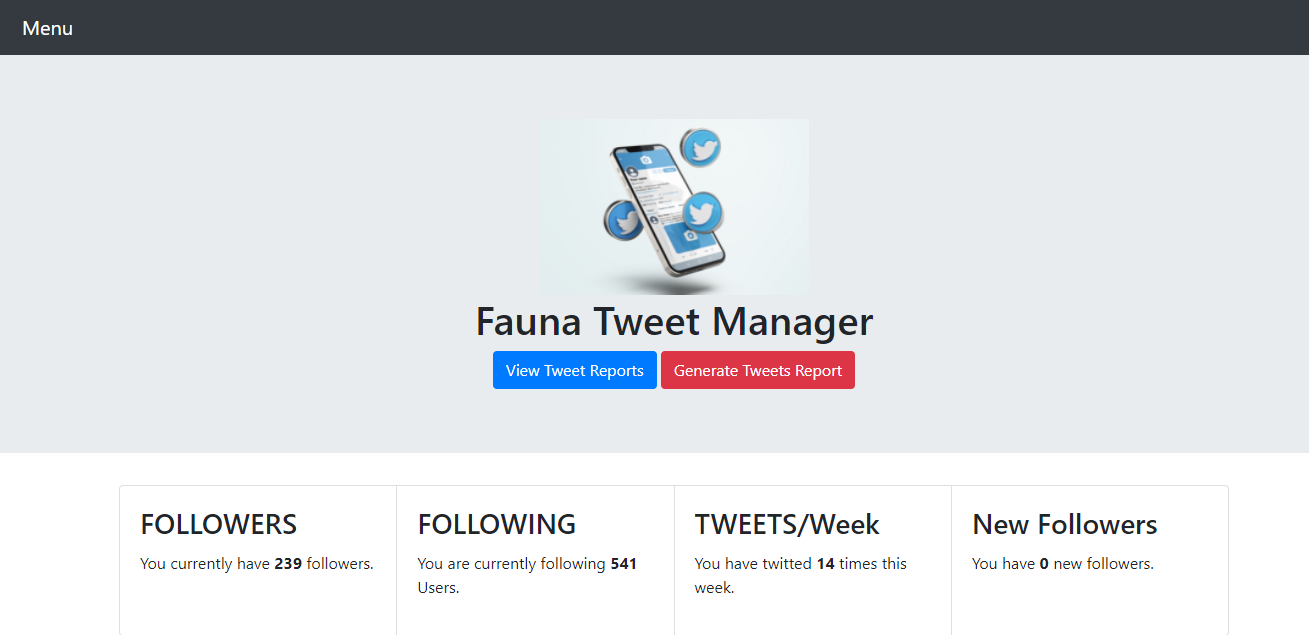 Menu
Fauna Tweet Manager
View Tweet Reports Generate Tweets Report
FOLLOWERS
You currently have 239 followers.
FOLLOWING
You are currently following 541
Users.
TWEETS/Week
You have twitted 14 times this
week.
New Followers
You have 0 new followers.